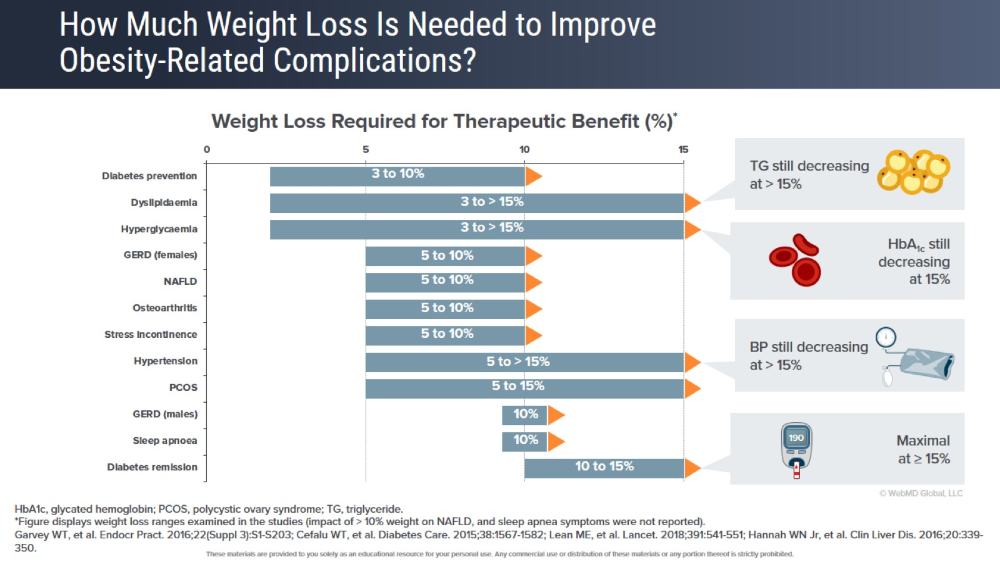 How Much Weight Loss Is Needed to Improve
Obesity-Related Complications?
Weight Loss Required for Therapeutic Benefit (%)*
0 5 10 15
Diabetes prevention 3 to 10%
Dyslipidaemia 3 to > 15%
Hyperglycaemia 3 to > 15%
GERD (females) 5 to 10%
NAFLD 5 to 10%
Osteoarthritis 5 to 10%
Stress incontinence 5 to 10%
Hypertension 5 to > 15%
PCOS 5 to 15%
GERD (males) 10%
Sleep apnoea 10%
Diabetes remission 10 to 15%
TG still decreasing
at > 15%
HbA1c still
decreasing
at 15%
BP still decreasing
at > 15%
190
Maximal
at ≥ 15%
© WebMD Global, LLC
HbA1c, glycated hemoglobin; PCOS, polycystic ovary syndrome; TG, triglyceride.
*Figure displays weight loss ranges examined in the studies (impact of > 10% weight on NAFLD, and sleep apnea symptoms were not reported).
Garvey WT, et al. Endocr Pract. 2016;22(Suppl 3):S1-S203; Cefalu WT, et al. Diabetes Care. 2015;38:1567-1582; Lean ME, et al. Lancet. 2018;391:541-551; Hannah WN Jr, et al. Clin Liver Dis. 2016;20:339-
350.
These materials are provided to you solely as an educational resource for your personal use. Any commercial use or distribution of these materials or any portion thereof is strictly prohibited.